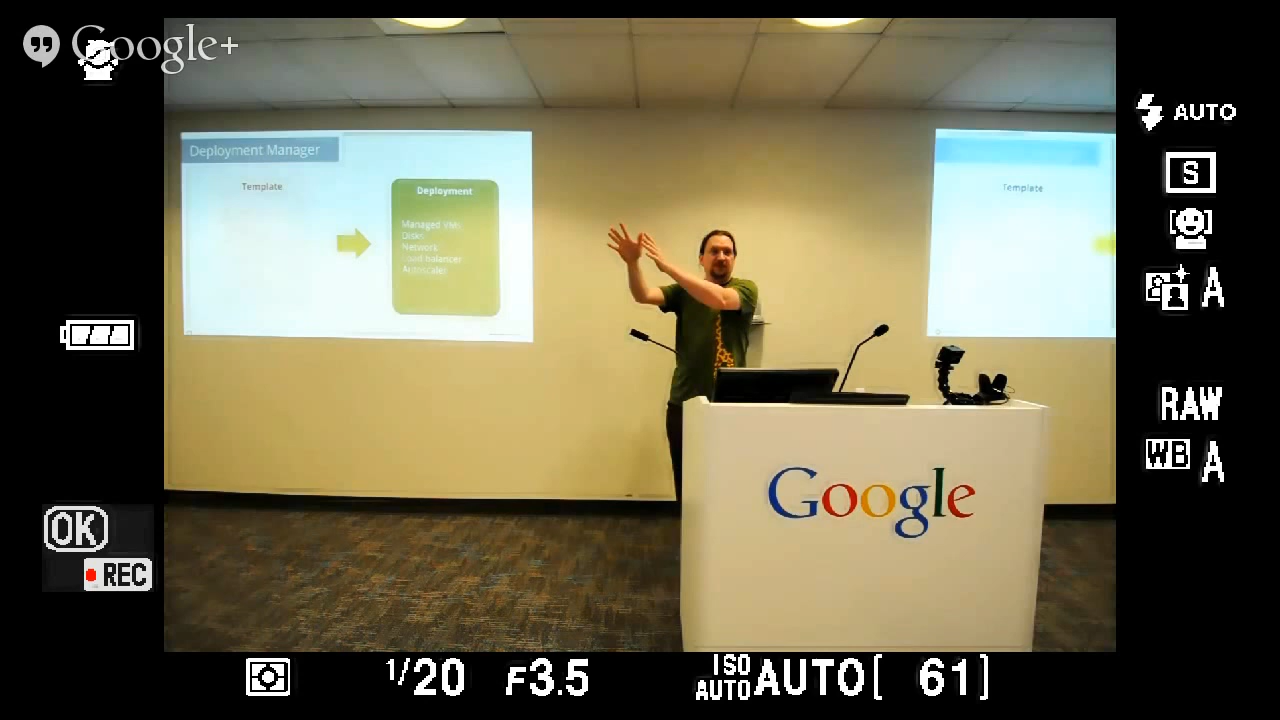 Google+
AUTO
S
A
RAW
WB A
OK
REC
1/20 F3.5 ISO AUTO AUTO[ 61]
Deployment Manager
Template
Deployment
Managed VMs
Disks
Network
Load balancer
Autoscaler
Template
Google